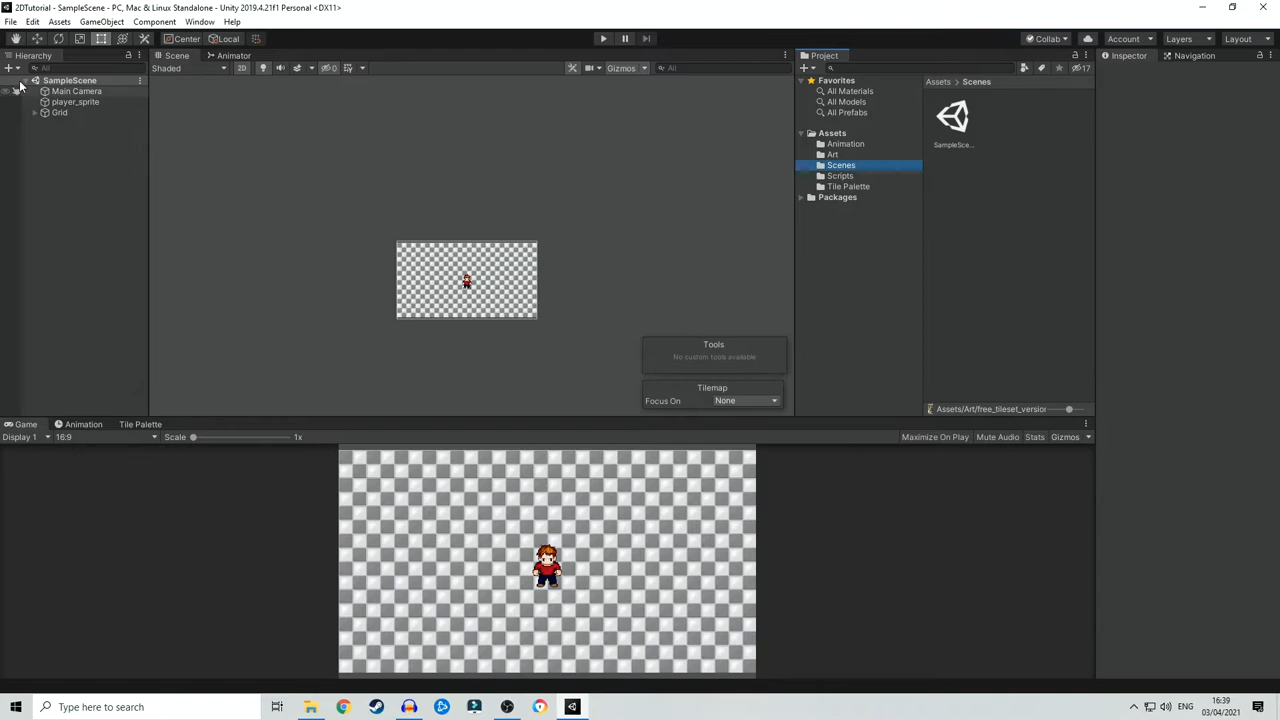 2DTutorial - SampleScene - PC, Mac & Linux Standalone - Unity 2019.4.21f1 Personal <DX11>
File Edit Assets GameObject Component Window Help
Center Local Collab Account Layers Layout
Hierarchy Scene Animator Project Inspector Navigation
All Shaded 2D 0 Gizmos All 17
SampleScene
Main Camera
player_sprite
Grid
Favorites
All Materials
All Models
All Prefabs
Assets
Animation
Art
Scenes
Scripts
Tile Palette
Packages
Assets Scenes
SampleSce...
Tools
No custom tools available
Tilemap
Focus On None
Assets/Art/free_tileset_version
Game Animation Tile Palette
Display 1 16:9 Scale 1x Maximize On Play Mute Audio Stats Gizmos
Type here to search
ENG
16:39
03/04/2021